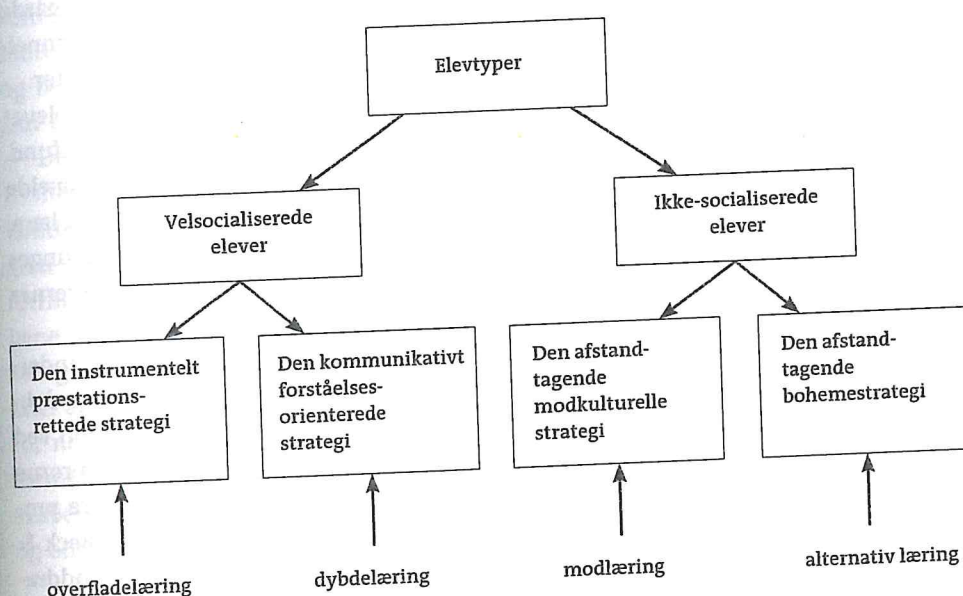 Elevtyper
Velsocialiserede
elever
Ikke-socialiserede
elever
Den instrumentelt
præstations-
rettede strategi
Den kommunikativt
forståelses-
orienterede
strategi
Den afstand-
tagende
modkulturelle
strategi
Den afstand-
tagende
bohemestrategi
overfladelæring
dybdelæring
modlæring
alternativ læring